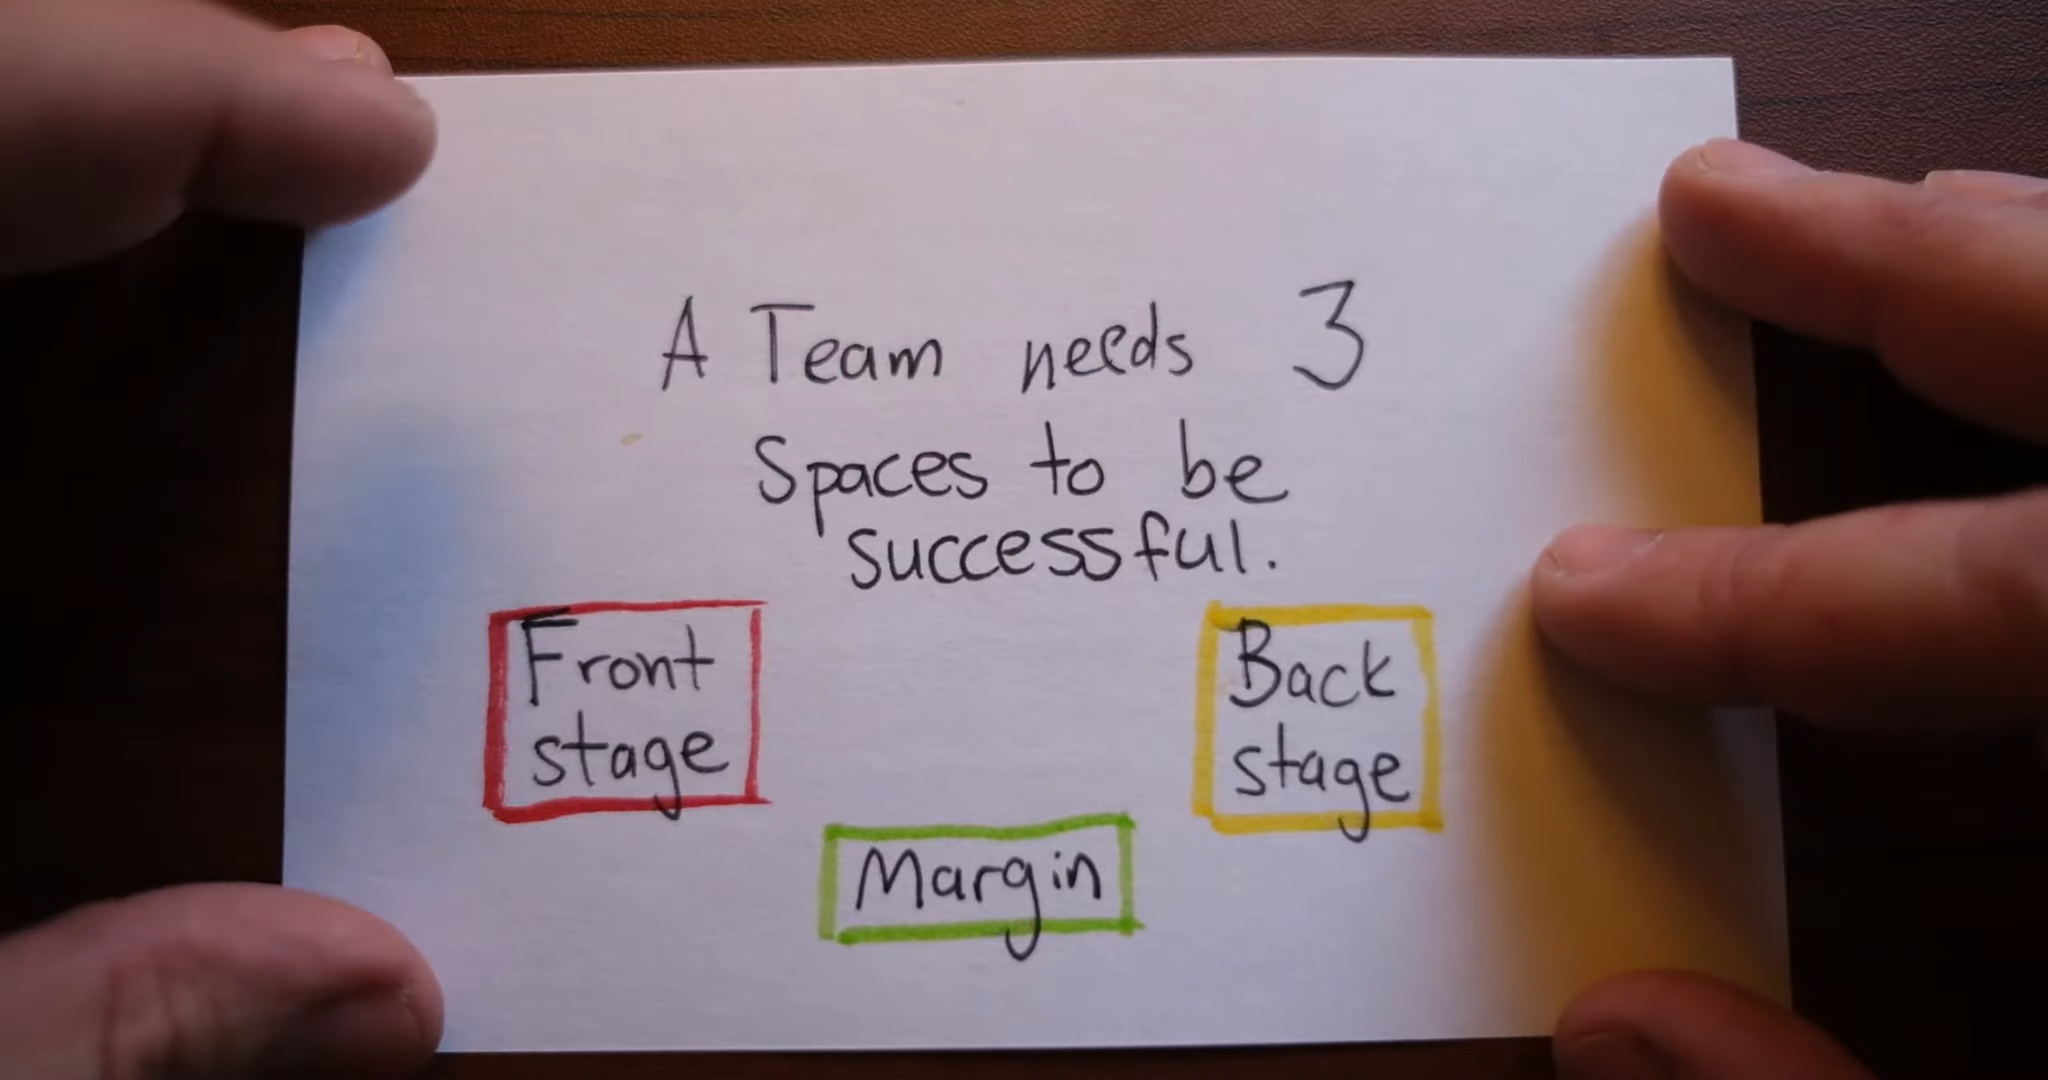 A Team needs 3
Spaces to be
successful.
Front
stage
Back
stage
Margin